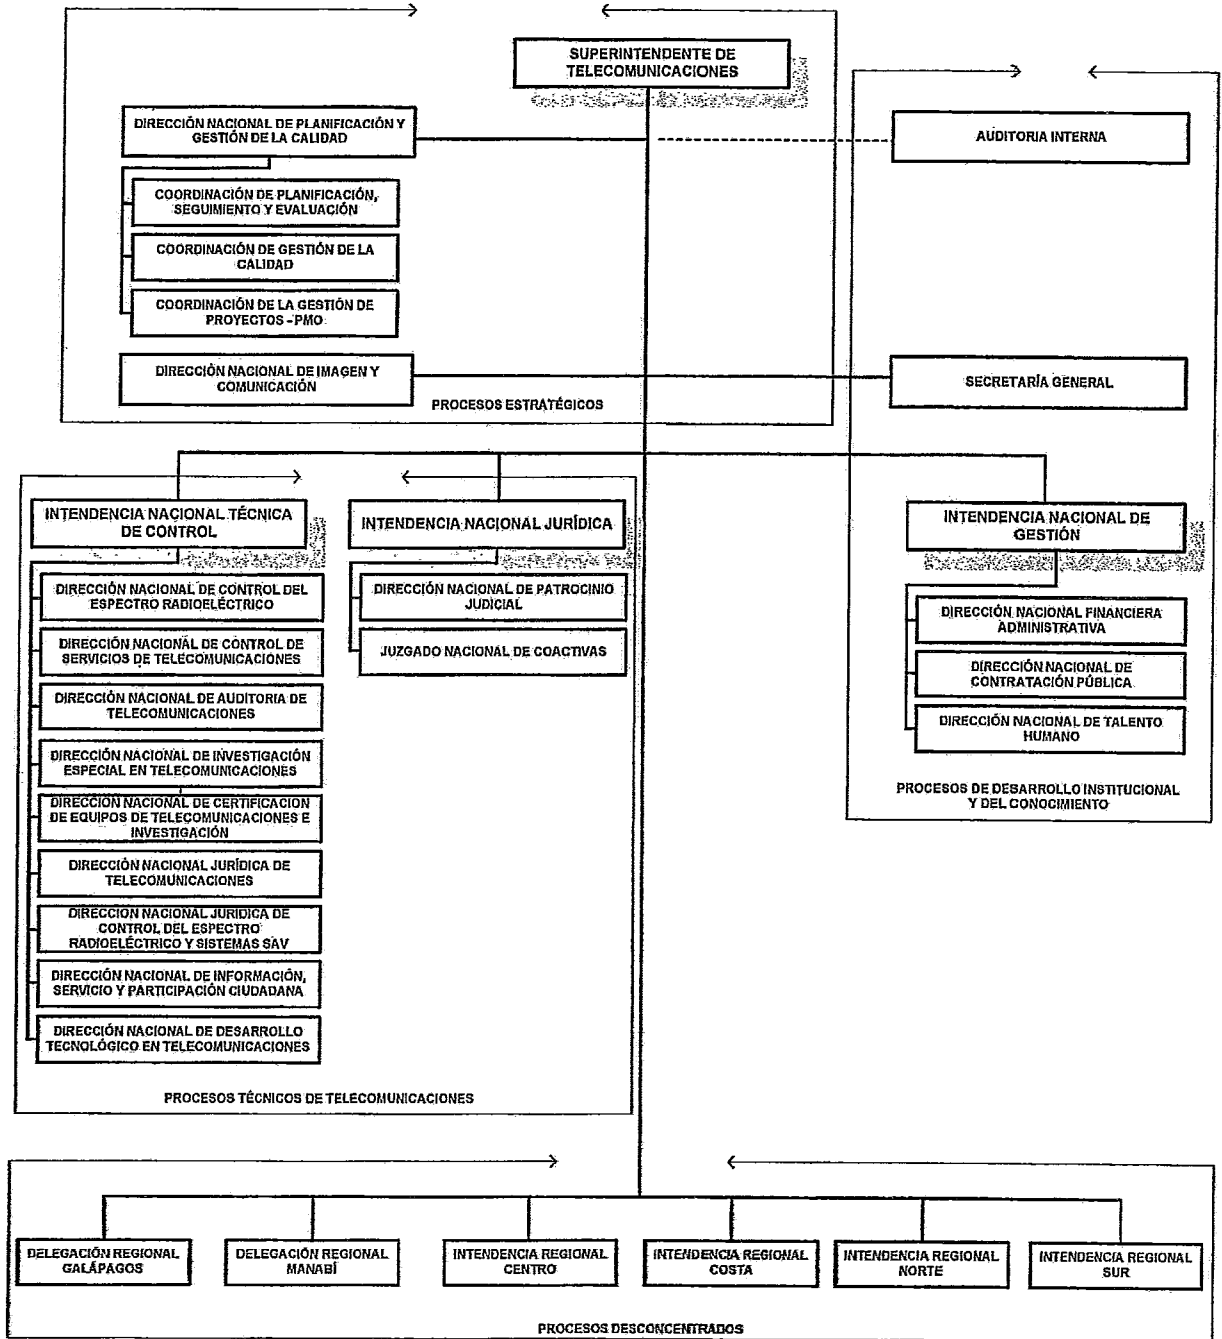 SUPERINTENDENTE DE
TELECOMUNICACIONES
DIRECCIÓN NACIONAL DE PLANIFICACIÓN Y
GESTIÓN DE LA CALIDAD
AUDITORIA INTERNA
COORDINACIÓN DE PLANIFICACIÓN,
SEGUIMIENTO Y EVALUACIÓN
COORDINACIÓN DE GESTIÓN DE LA
CALIDAD
COORDINACIÓN DE LA GESTIÓN DE
PROYECTOS - PMO
DIRECCIÓN NACIONAL DE IMAGEN Y
COMUNICACIÓN
SECRETARÍA GENERAL
PROCESOS ESTRATÉGICOS
INTENDENCIA NACIONAL TÉCNICA
DE CONTROL
INTENDENCIA NACIONAL JURÍDICA
INTENDENCIA NACIONAL DE
GESTIÓN
DIRECCIÓN NACIONAL DE CONTROL DEL
ESPECTRO RADIOELÉCTRICO
DIRECCIÓN NACIONAL DE CONTROL DE
SERVICIOS DE TELECOMUNICACIONES
DIRECCIÓN NACIONAL DE AUDITORIA DE
TELECOMUNICACIONES
DIRECCIÓN NACIONAL DE INVESTIGACIÓN
ESPECIAL EN TELECOMUNICACIONES
DIRECCIÓN NACIONAL DE CERTIFICACION
DE EQUIPOS DE TELECOMUNICACIONES E
INVESTIGACIÓN
DIRECCIÓN NACIONAL JURÍDICA DE
TELECOMUNICACIONES
DIRECCIÓN NACIONAL JURIDICA DE
CONTROL DEL ESPECTRO
RADIOELÉCTRICO Y SISTEMAS SAV
DIRECCIÓN NACIONAL DE INFORMACIÓN,
SERVICIO Y PARTICIPACIÓN CIUDADANA
DIRECCIÓN NACIONAL DE DESARROLLO
TECNOLÓGICO EN TELECOMUNICACIONES
DIRECCIÓN NACIONAL DE PATROCINIO
JUDICIAL
JUZGADO NACIONAL DE COACTIVAS
DIRECCIÓN NACIONAL FINANCIERA
ADMINISTRATIVA
DIRECCIÓN NACIONAL DE
CONTRATACIÓN PÚBLICA
DIRECCIÓN NACIONAL DE TALENTO
HUMANO
PROCESOS DE DESARROLLO INSTITUCIONAL
Y DEL CONOCIMIENTO
PROCESOS TÉCNICOS DE TELECOMUNICACIONES
DELEGACIÓN REGIONAL
GALÁPAGOS
DELEGACIÓN REGIONAL
MANABÍ
INTENDENCIA REGIONAL
CENTRO
INTENDENCIA REGIONAL
COSTA
INTENDENCIA REGIONAL
NORTE
INTENDENCIA REGIONAL
SUR
PROCESOS DESCONCENTRADOS